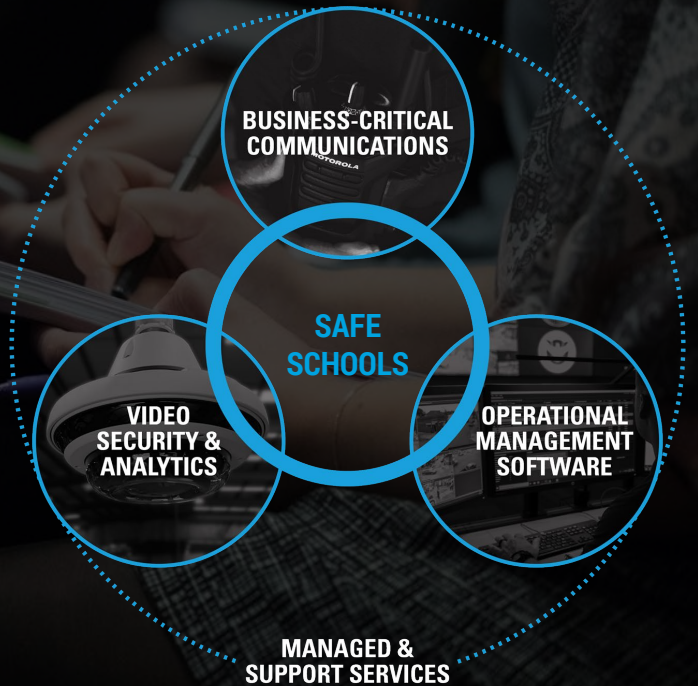 BUSINESS-CRITICAL
COMMUNICATIONS
MOTOROLA
SAFE
SCHOOLS
VIDEO
SECURITY &
ANALYTICS
OPERATIONAL
MANAGEMENT
SOFTWARE
MANAGED &
SUPPORT SERVICES